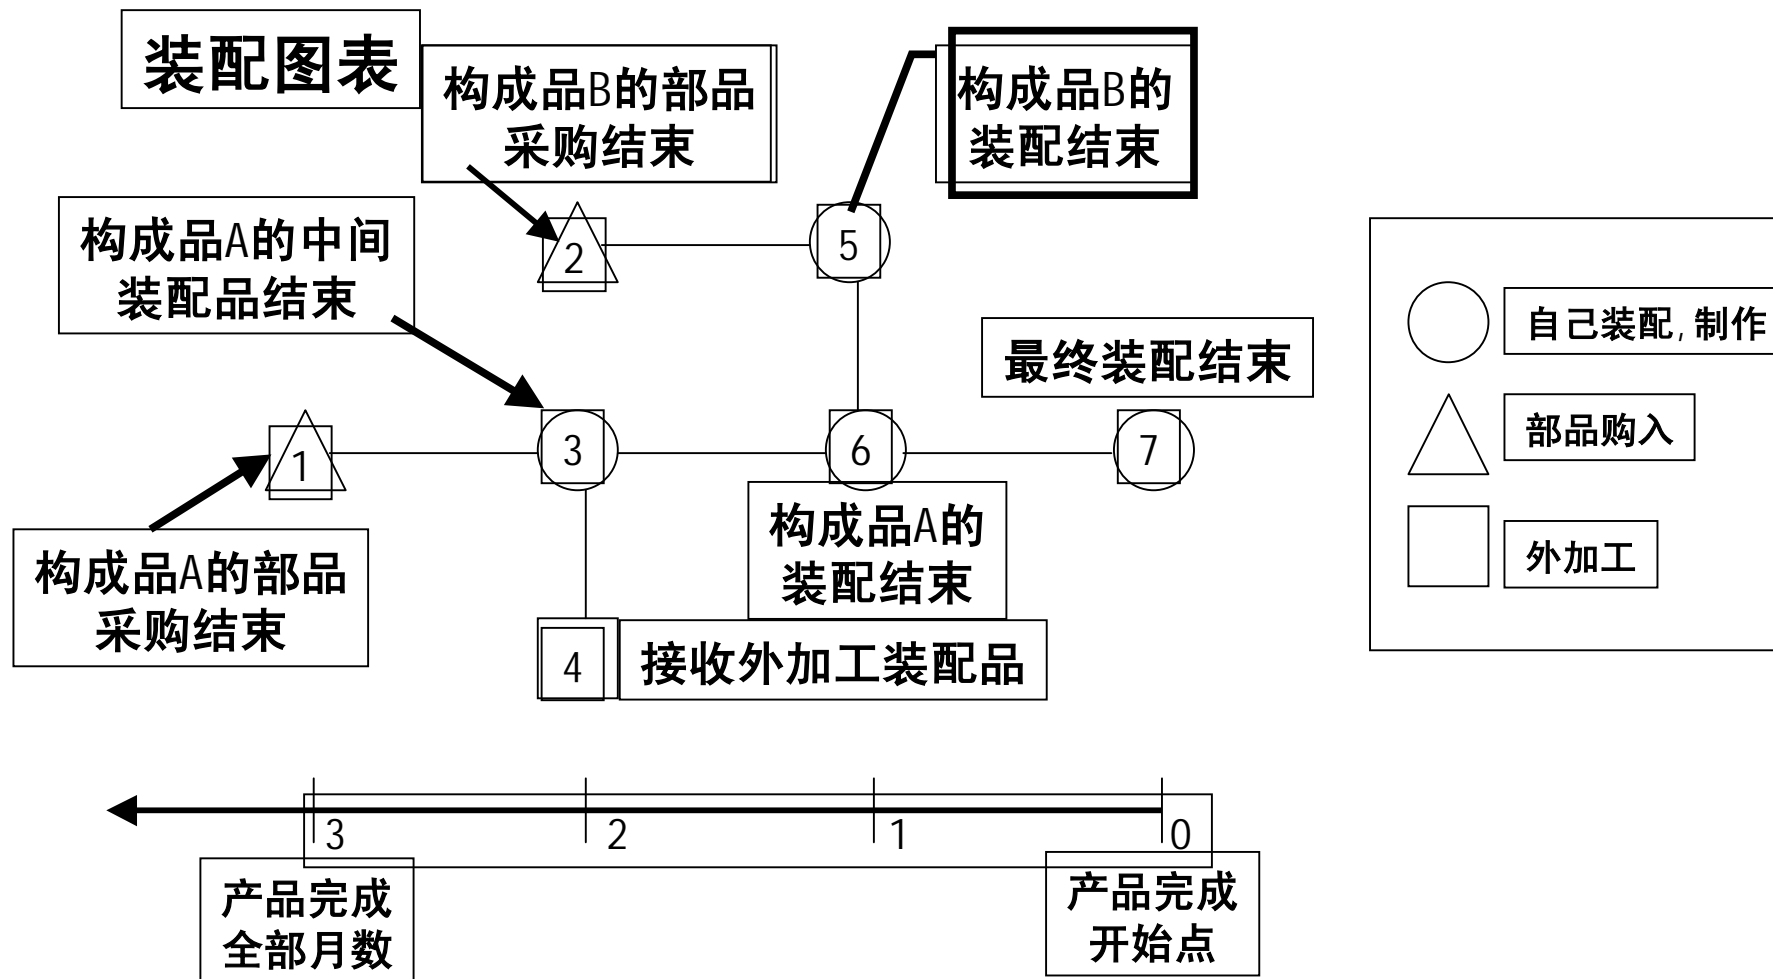 装配图表
构成品B的部品
采购结束
构成品B的
装配结束
构成品A的中间
装配品结束
2
5
自己装配,制作
最终装配结束
部品购入
1
3
6
7
构成品A的
装配结束
外加工
构成品A的部品
采购结束
4
接收外加工装配品
3
2
1
0
产品完成
全部月数
产品完成
开始点